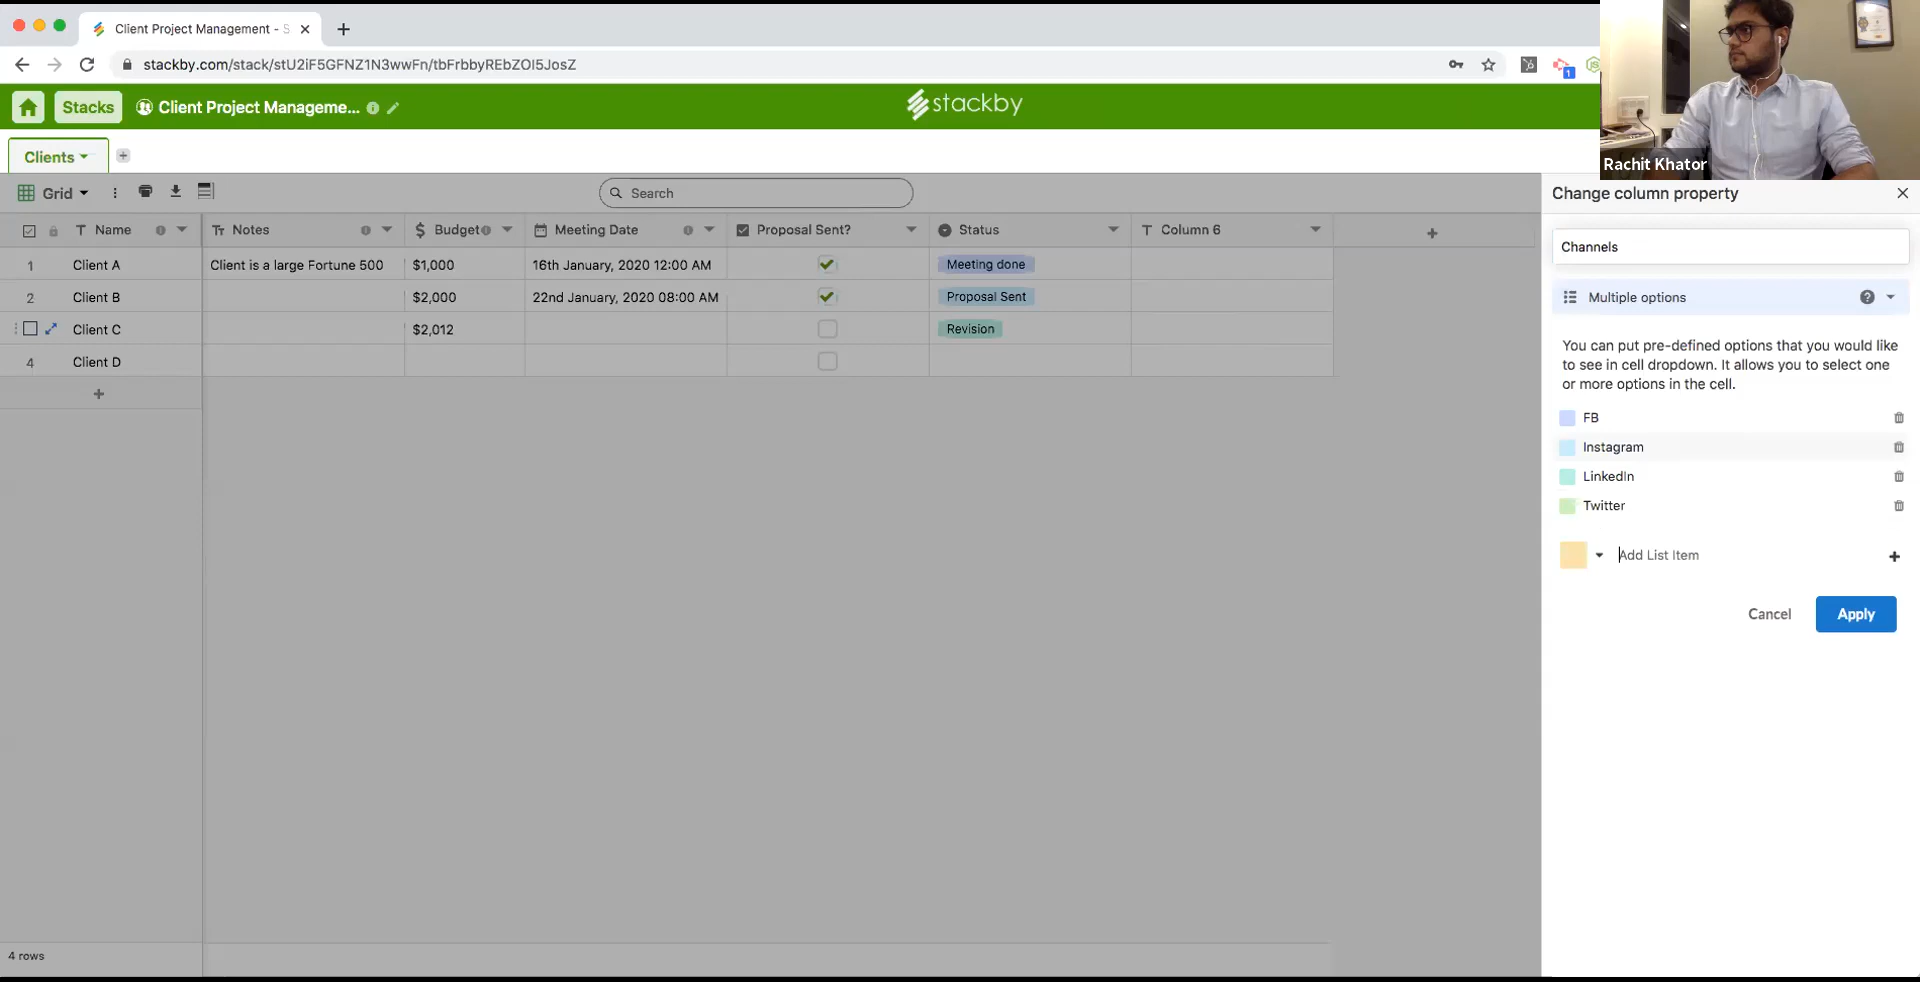 Client Project Management - S
stackby.com/stack/stU2iF5GFNZ1N3wwFn/tbFrbbyREbZOI5JosZ
1
Stacks
Client Project Manageme...
stackby
Rachit Khator
Clients
Grid
Search
Change column property
Name
Notes
Budget
Meeting Date
Proposal Sent?
Status
Column 6
Channels
1 Client A Client is a large Fortune 500 $1,000 16th January, 2020 12:00 AM Meeting done
2 Client B $2,000 22nd January, 2020 08:00 AM Proposal Sent
Client C $2,012 Revision
4 Client D
Multiple options
You can put pre-defined options that you would like
to see in cell dropdown. It allows you to select one
or more options in the cell.
FB
Instagram
LinkedIn
Twitter
Add List Item
Cancel
Apply
4 rows